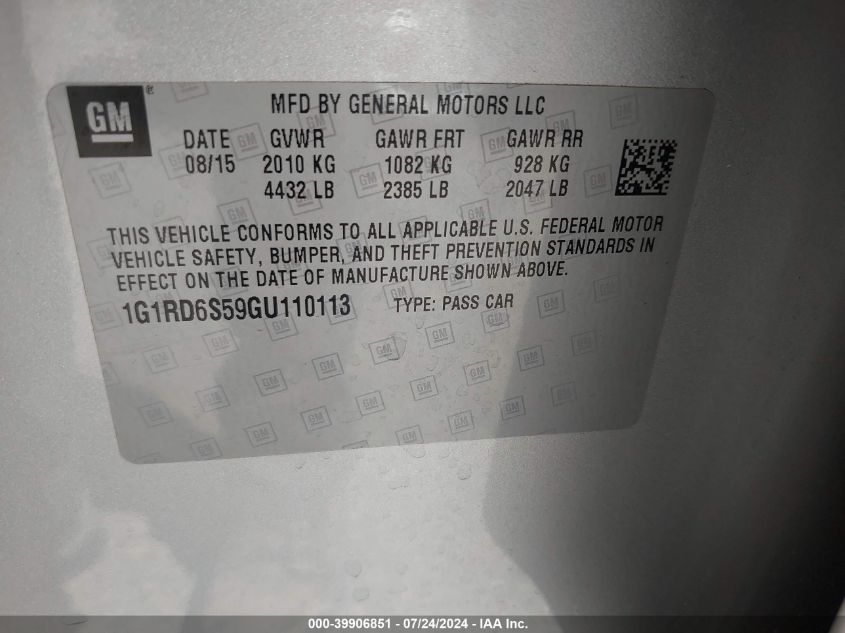 GM ®
MFD BY GENERAL MOTORS LLC
DATE GVWR GAWR FRT GAWR RR
08/15 2010 KG 1082 KG 928 KG
4432 LB 2385 LB 2047 LB
THIS VEHICLE CONFORMS TO ALL APPLICABLE U.S. FEDERAL MOTOR
VEHICLE SAFETY, BUMPER, AND THEFT PREVENTION STANDARDS IN
EFFECT ON THE DATE OF MANUFACTURE SHOWN ABOVE.
1G1RD6S59GU110113 TYPE: PASS CAR
000-39906851 / 07/24/2024 - IAA Inc.